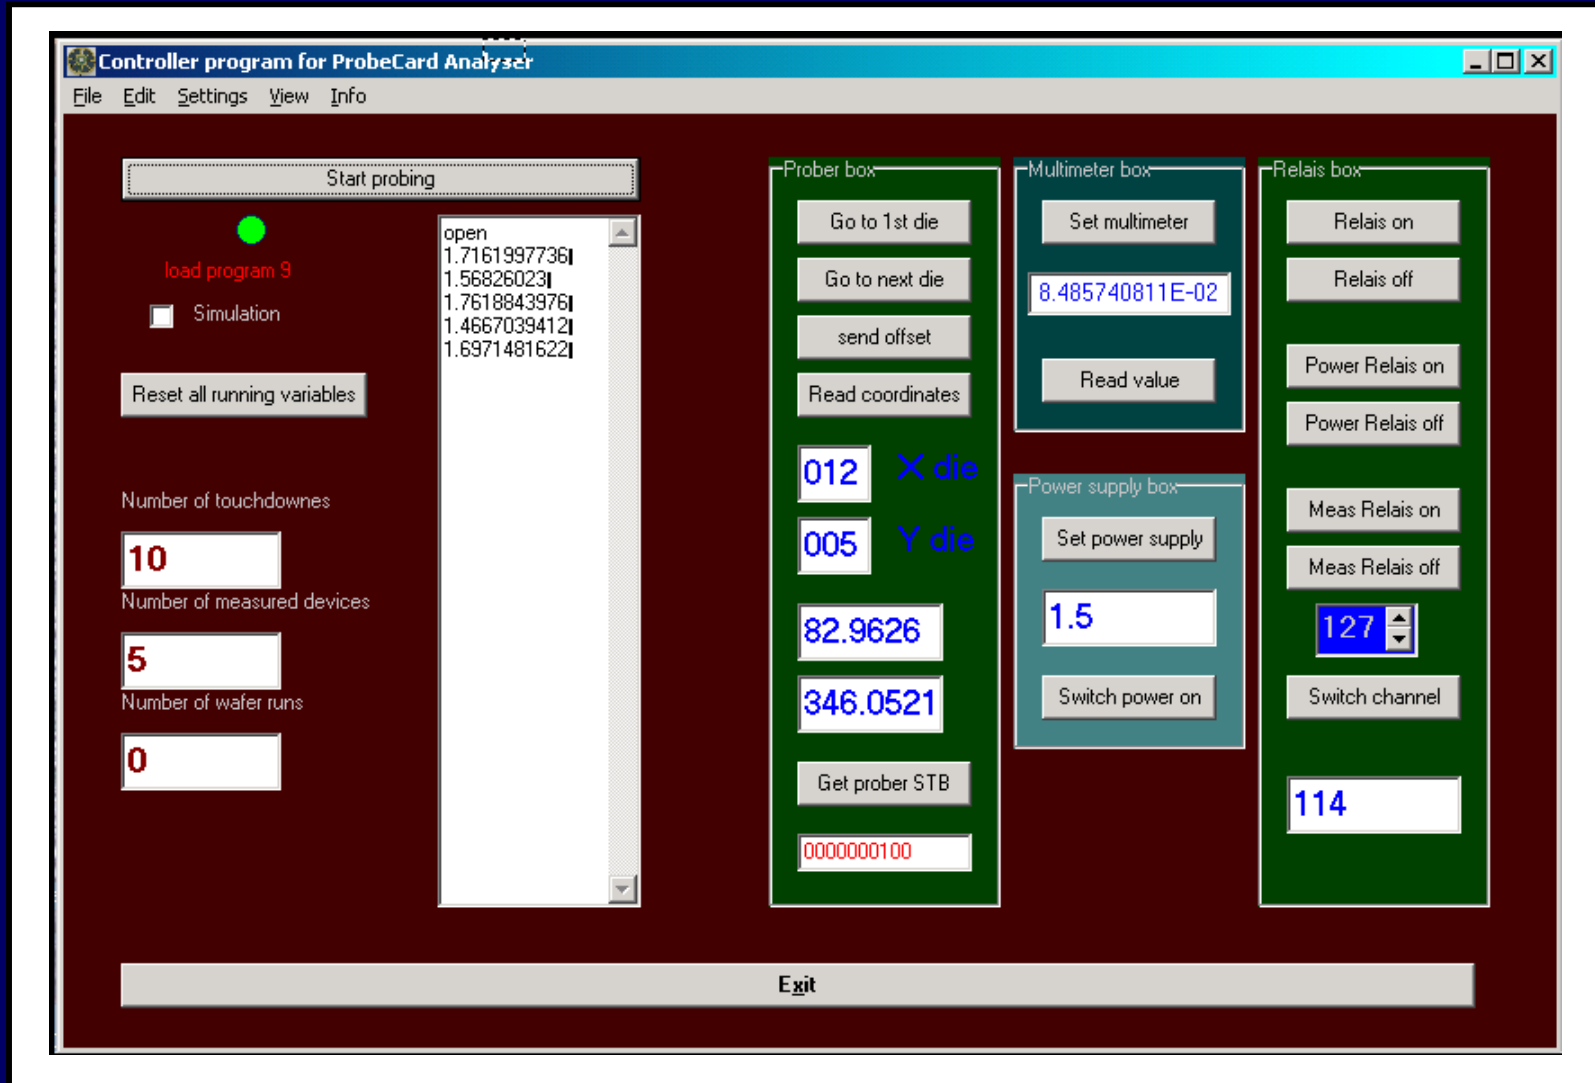 Controller program for ProbeCard Analyser
File Edit Settings View Info
Start probing
load program 9
Simulation
Reset all running variables
Number of touchdownes
10
Number of measured devices
5
Number of wafer runs
0
open
1.7161997736
1.56826023
1.7618843976
1.4667039412
1.6971481622
Prober box
Go to 1st die
Go to next die
send offset
Read coordinates
012 X die
005 Y die
82.9626
346.0521
Get prober STB
0000000100
Multimeter box
Set multimeter
8.485740811E-02
Read value
Power supply box
Set power supply
1.5
Switch power on
Relais box
Relais on
Relais off
Power Relais on
Power Relais off
Meas Relais on
Meas Relais off
127
Switch channel
114
Exit